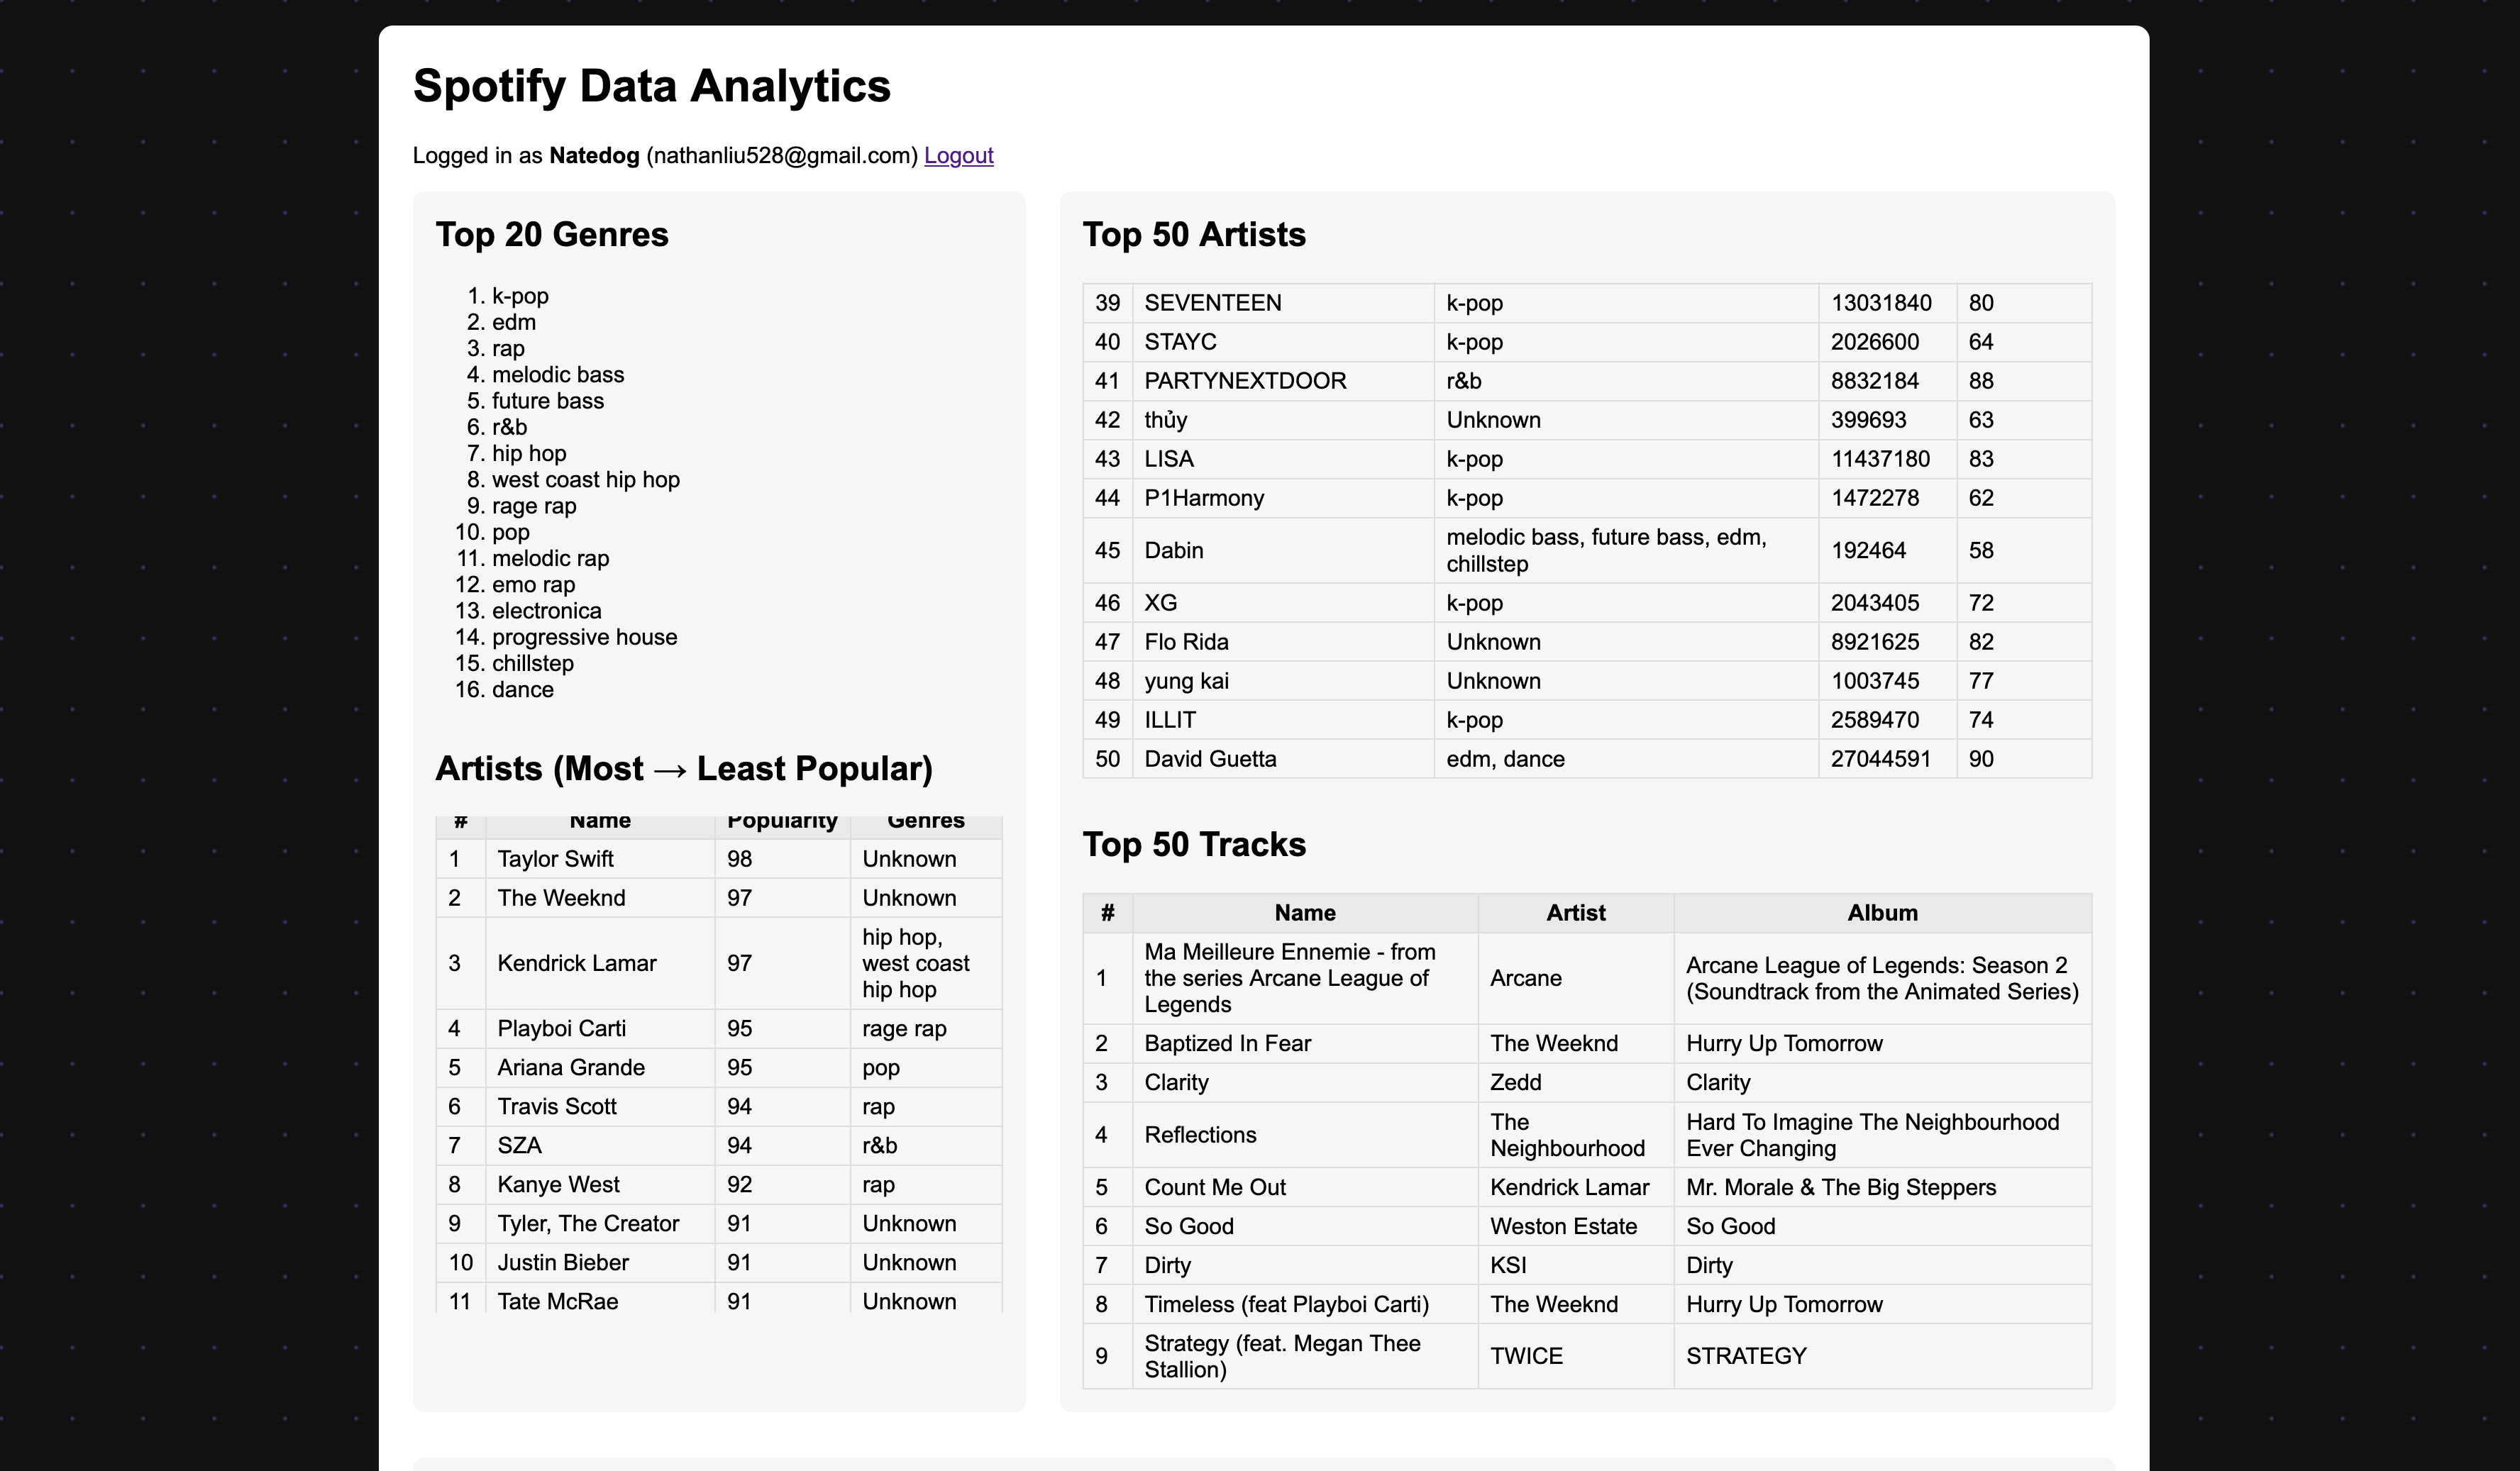 Spotify Data Analytics
Logged in as Natedog (nathanliu528@gmail.com) Logout
Top 20 Genres
1. k-pop
2. edm
3. rap
4. melodic bass
5. future bass
6. r&b
7. hip hop
8. west coast hip hop
9. rage rap
10. pop
11. melodic rap
12. emo rap
13. electronica
14. progressive house
15. chillstep
16. dance
Artists (Most → Least Popular)
# Name Popularity Genres
1 Taylor Swift 98 Unknown
2 The Weeknd 97 Unknown
3 Kendrick Lamar 97 hip hop,
west coast
hip hop
4 Playboi Carti 95 rage rap
5 Ariana Grande 95 pop
6 Travis Scott 94 rap
7 SZA 94 r&b
8 Kanye West 92 rap
9 Tyler, The Creator 91 Unknown
10 Justin Bieber 91 Unknown
11 Tate McRae 91 Unknown
Top 50 Artists
39 SEVENTEEN k-pop 13031840 80
40 STAYC k-pop 2026600 64
41 PARTYNEXTDOOR r&b 8832184 88
42 thủy Unknown 399693 63
43 LISA k-pop 11437180 83
44 P1Harmony k-pop 1472278 62
45 Dabin melodic bass, future bass, edm,
chillstep 192464 58
46 XG k-pop 2043405 72
47 Flo Rida Unknown 8921625 82
48 yung kai Unknown 1003745 77
49 ILLIT k-pop 2589470 74
50 David Guetta edm, dance 27044591 90
Top 50 Tracks
# Name Artist Album
1 Ma Meilleure Ennemie - from
the series Arcane League of
Legends Arcane Arcane League of Legends: Season 2
(Soundtrack from the Animated Series)
2 Baptized In Fear The Weeknd Hurry Up Tomorrow
3 Clarity Zedd Clarity
4 Reflections The
Neighbourhood Hard To Imagine The Neighbourhood
Ever Changing
5 Count Me Out Kendrick Lamar Mr. Morale & The Big Steppers
6 So Good Weston Estate So Good
7 Dirty KSI Dirty
8 Timeless (feat Playboi Carti) The Weeknd Hurry Up Tomorrow
9 Strategy (feat. Megan Thee
Stallion) TWICE STRATEGY